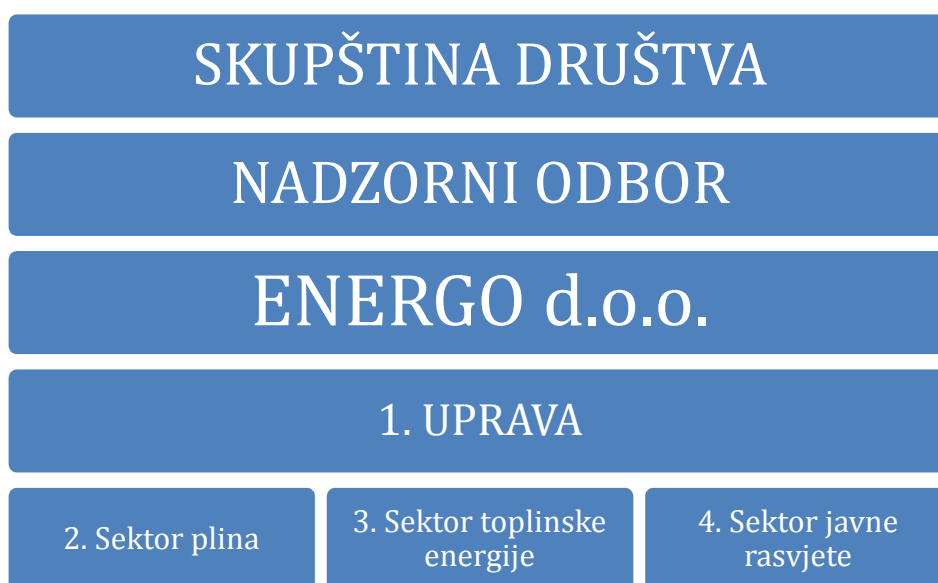 SKUPŠTINA DRUŠTVA
NADZORNI ODBOR
ENERGO d.o.o.
1. UPRAVA
2. Sektor plina
3. Sektor toplinske
energije
4. Sektor javne
rasvjete